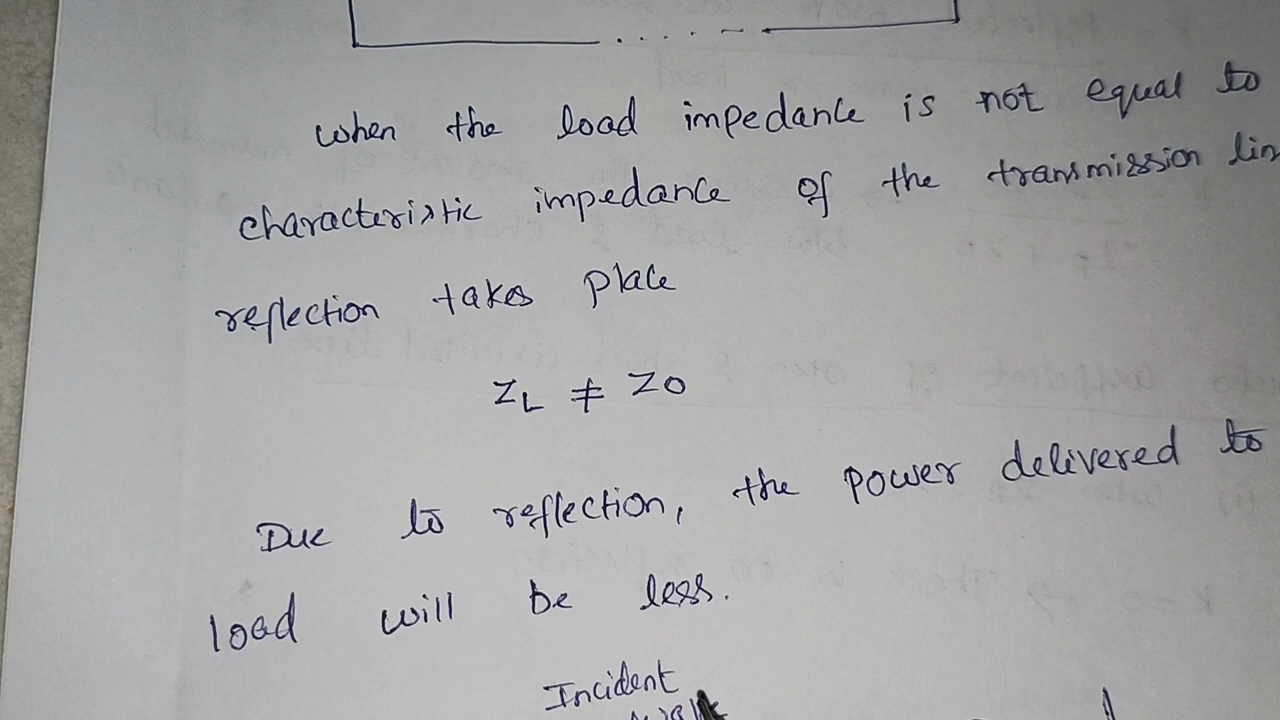 When the load impedance is not equal to
characteristic impedance of the transmission lin
reflection takes place
ZL ≠ Z0
Due to reflection, the power delivered to
load will be less.
Incident